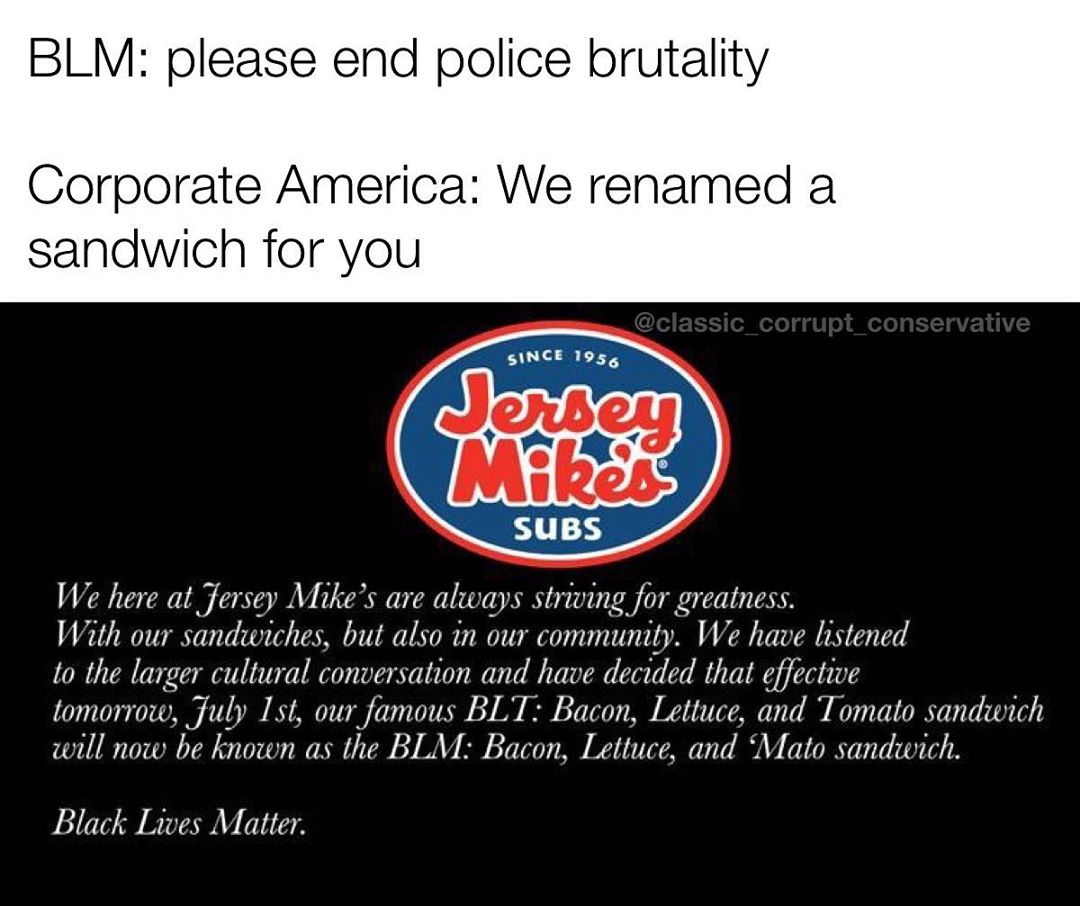 BLM: please end police brutality
Corporate America: We renamed a
sandwich for you
@classic_corrupt_conservative
SINCE 1956
Jersey
Mike's®
SUBS
We here at Jersey Mike’s are always striving for greatness.
With our sandwiches, but also in our community. We have listened
to the larger cultural conversation and have decided that effective
tomorrow, July 1st, our famous BLT: Bacon, Lettuce, and Tomato sandwich
will now be known as the BLM: Bacon, Lettuce, and ‘Mato sandwich.
Black Lives Matter.